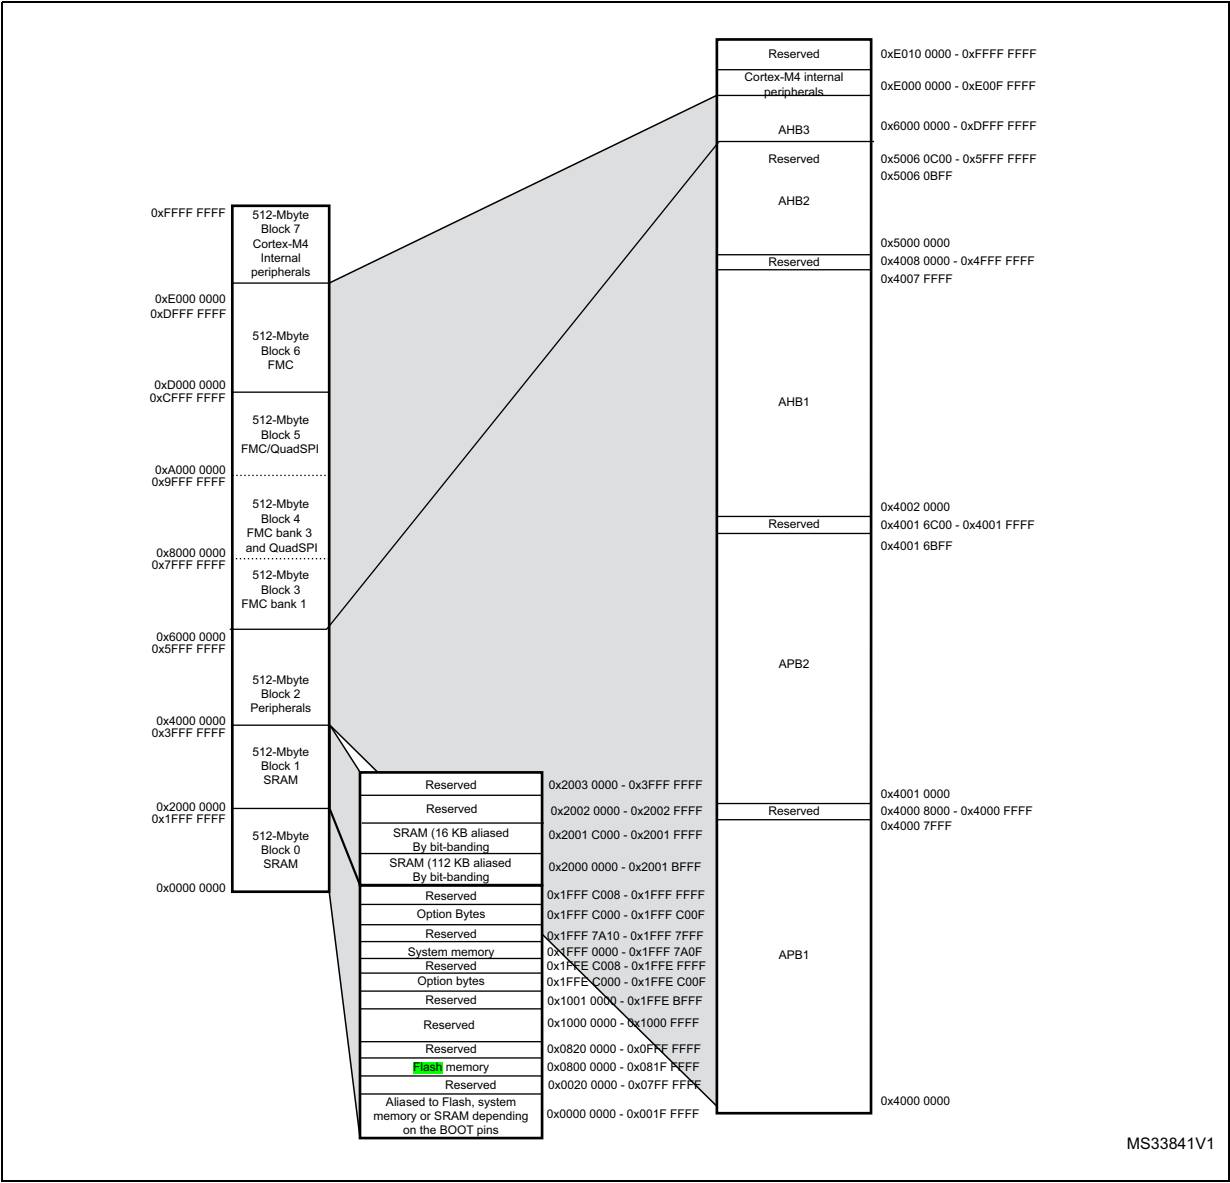 0xFFFF FFFF
512-Mbyte
Block 7
Cortex-M4
Internal
peripherals
0xE000 0000
0xDFFF FFFF
512-Mbyte
Block 6
FMC
0xD000 0000
0xCFFF FFFF
512-Mbyte
Block 5
FMC/QuadSPI
0xA000 0000
0x9FFF FFFF
512-Mbyte
Block 4
FMC bank 3
and QuadSPI
0x8000 0000
0x7FFF FFFF
512-Mbyte
Block 3
FMC bank 1
0x6000 0000
0x5FFF FFFF
512-Mbyte
Block 2
Peripherals
0x4000 0000
0x3FFF FFFF
512-Mbyte
Block 1
SRAM
0x2000 0000
0x1FFF FFFF
512-Mbyte
Block 0
SRAM
0x0000 0000
Reserved 0x2003 0000 - 0x3FFF FFFF
Reserved 0x2002 0000 - 0x2002 FFFF
SRAM (16 KB aliased
By bit-banding
0x2001 C000 - 0x2001 FFFF
SRAM (112 KB aliased
By bit-banding
0x2000 0000 - 0x2001 BFFF
Reserved 0x1FFF C008 - 0x1FFF FFFF
Option Bytes 0x1FFF C000 - 0x1FFF C00F
Reserved 0x1FFF 7A10 - 0x1FFF 7FFF
System memory 0x1FFF 0000 - 0x1FFF 7A0F
Reserved 0x1FFE C008 - 0x1FFE FFFF
Option bytes 0x1FFE C000 - 0x1FFE C00F
Reserved 0x1001 0000 - 0x1FFE BFFF
Reserved 0x1000 0000 - 0x1000 FFFF
Reserved 0x0820 0000 - 0x0FFF FFFF
Flash memory 0x0800 0000 - 0x081F FFFF
Reserved 0x0020 0000 - 0x07FF FFFF
Aliased to Flash, system
memory or SRAM depending
on the BOOT pins
0x0000 0000 - 0x001F FFFF
Reserved 0xE010 0000 - 0xFFFF FFFF
Cortex-M4 internal
peripherals
0xE000 0000 - 0xE00F FFFF
AHB3 0x6000 0000 - 0xDFFF FFFF
Reserved 0x5006 0C00 - 0x5FFF FFFF
0x5006 0BFF
AHB2
0x5000 0000
Reserved 0x4008 0000 - 0x4FFF FFFF
0x4007 FFFF
AHB1
0x4002 0000
Reserved 0x4001 6C00 - 0x4001 FFFF
0x4001 6BFF
APB2
0x4001 0000
Reserved 0x4000 8000 - 0x4000 FFFF
0x4000 7FFF
APB1
0x4000 0000
MS33841V1